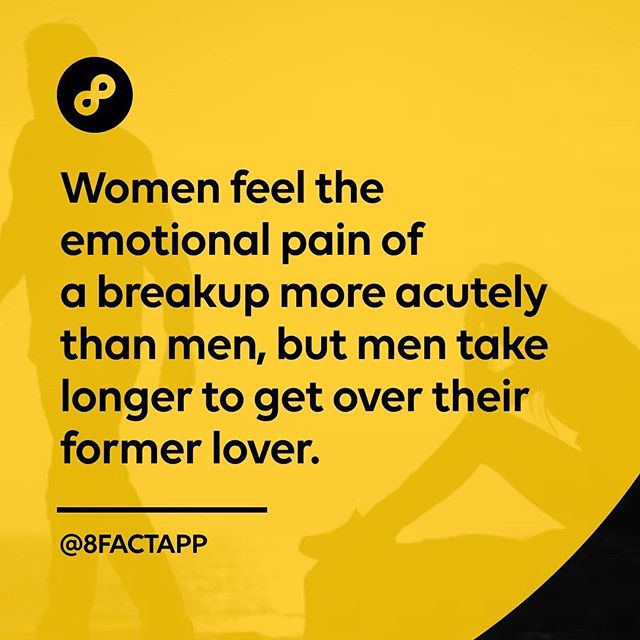 Women feel the
emotional pain of
a breakup more acutely
than men, but men take
longer to get over their
former lover.
@8FACTAPP